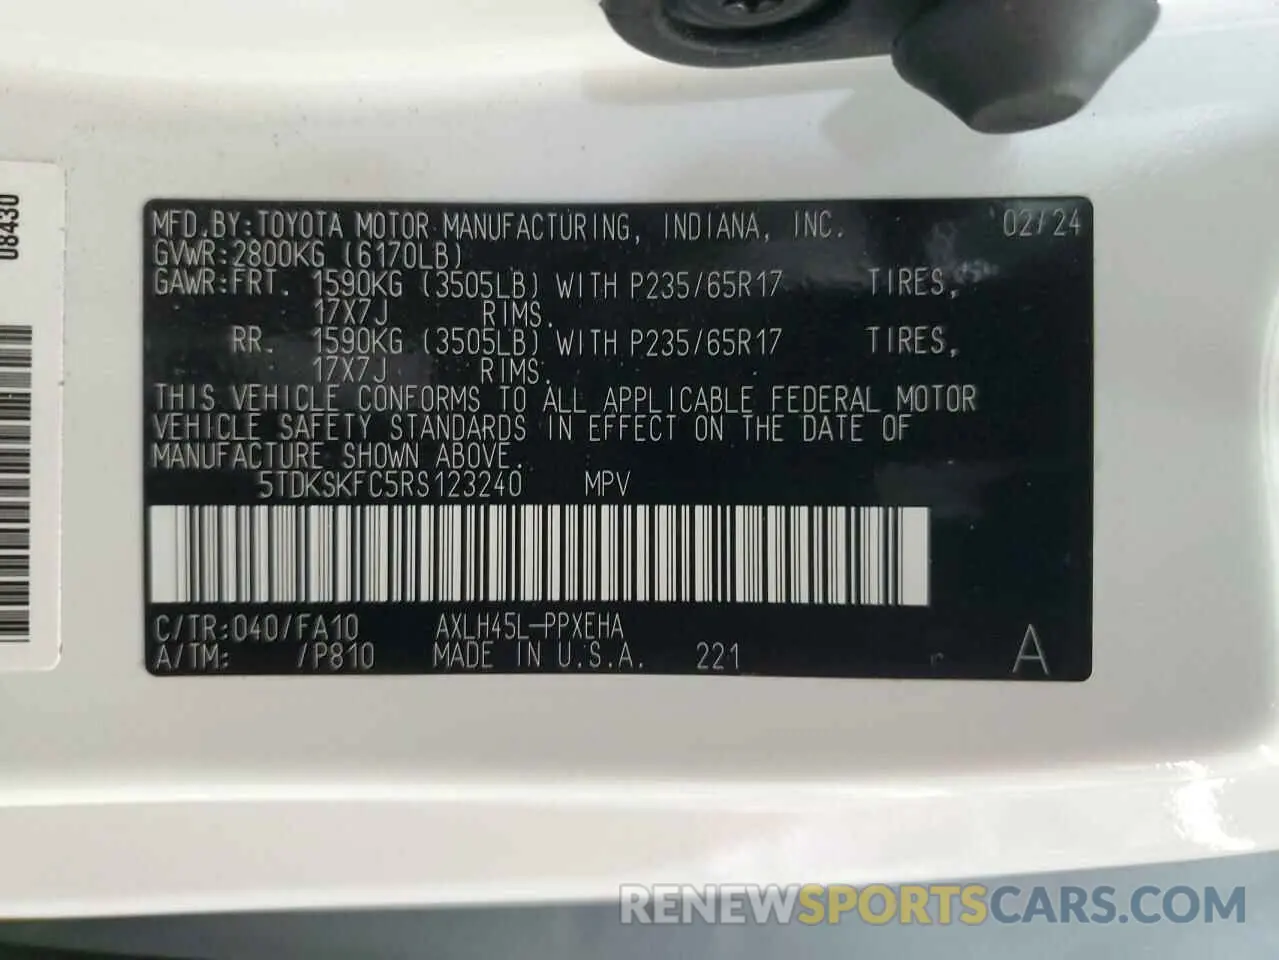 08430
MFD.BY:TOYOTA MOTOR MANUFACTURING, INDIANA, INC. 02/24
GVWR:2800KG (6170LB)
GAWR:FRT. 1590KG (3505LB) WITH P235/65R17 TIRES,
17X7J RIMS.
RR. 1590KG (3505LB) WITH P235/65R17 TIRES,
17X7J RIMS.
THIS VEHICLE CONFORMS TO ALL APPLICABLE FEDERAL MOTOR
VEHICLE SAFETY STANDARDS IN EFFECT ON THE DATE OF
MANUFACTURE SHOWN ABOVE.
5TDKSKFC5RS123240 MPV
C/TR:040/FA10 AXLH45L-PPXEHA
A/TM: /P810 MADE IN U.S.A. 221 A
RENEWSPORTSCARS.COM